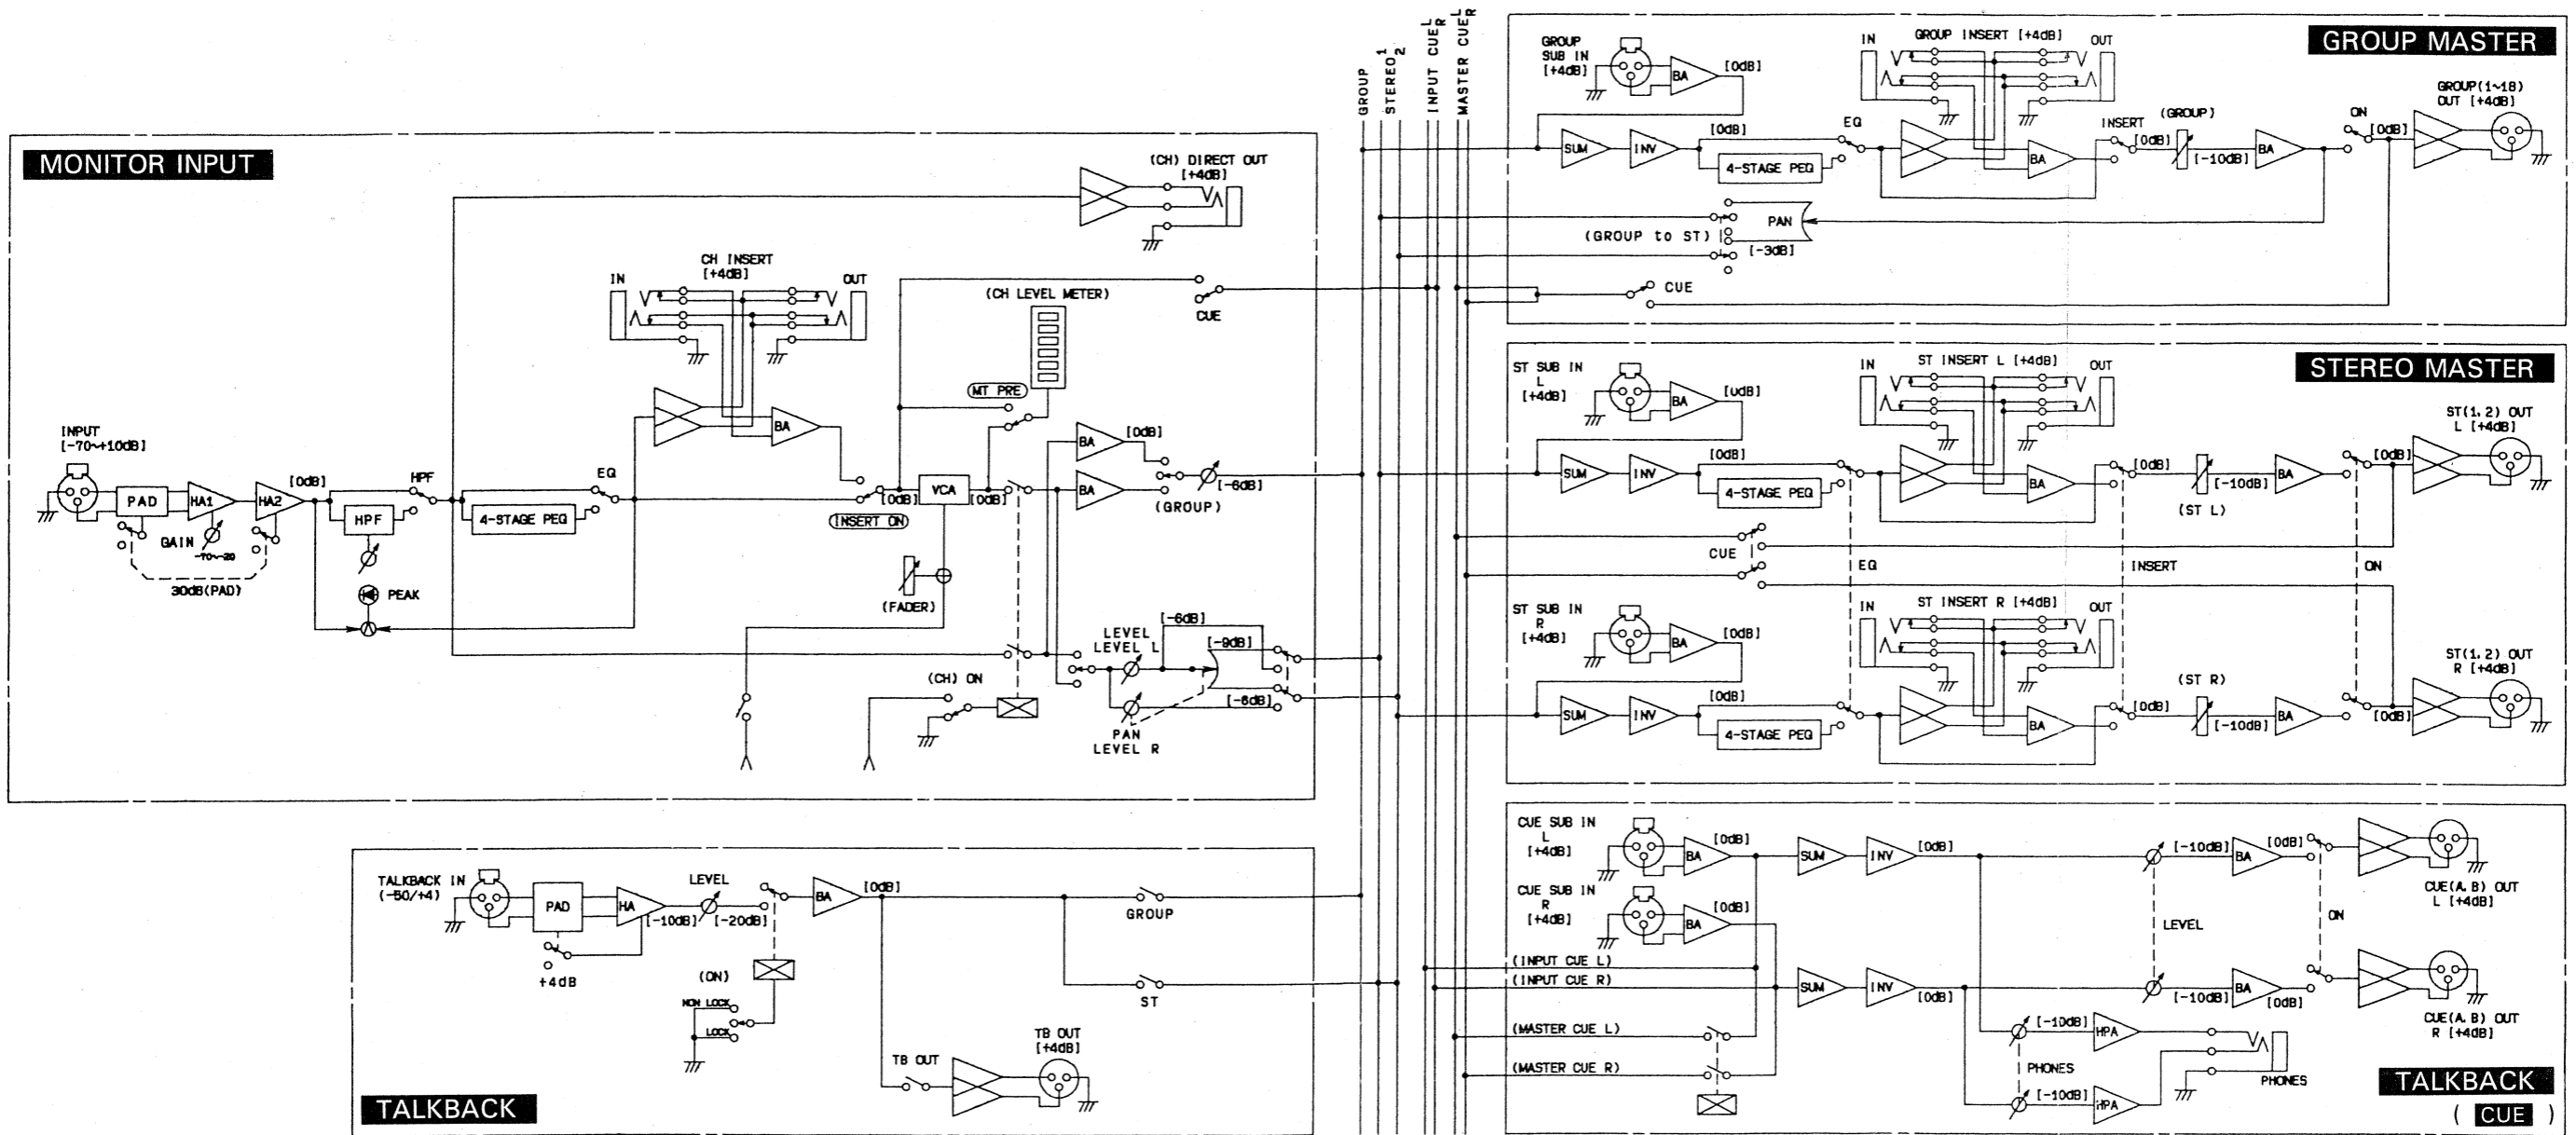 GROUP
STEREO 1
2
INPUT CUE L
R
MASTER CUE L
R
MONITOR INPUT
(CH) DIRECT OUT
[+4dB]
CH INSERT
[+4dB]
IN
OUT
(CH LEVEL METER)
CUE
MT PRE
INPUT
[-70~+10dB]
PAD
HA1
HA2
[0dB]
HPF
HPF
GAIN
-70~-20
30dB(PAD)
PEAK
EQ
4-STAGE PEQ
BA
INSERT ON
[0dB]
VCA
[0dB]
(FADER)
BA
[0dB]
BA
[-6dB]
(GROUP)
LEVEL
LEVEL L
[-6dB]
[-9dB]
[-6dB]
PAN
LEVEL R
(CH) ON
TALKBACK IN
(-50/+4)
PAD
HA
[-10dB]
LEVEL
[-20dB]
BA
[0dB]
+4dB
(ON)
NON LOCK
LOCK
GROUP
ST
TB OUT
TB OUT
[+4dB]
TALKBACK
GROUP MASTER
GROUP
SUB IN
[+4dB]
BA
[0dB]
IN
GROUP INSERT [+4dB]
OUT
SUM
INV
[0dB]
4-STAGE PEQ
EQ
BA
INSERT
[0dB]
(GROUP)
[-10dB]
BA
ON
[0dB]
GROUP(1~18)
OUT [+4dB]
PAN
(GROUP to ST)
[-3dB]
CUE
STEREO MASTER
ST SUB IN
L
[+4dB]
BA
[0dB]
IN
ST INSERT L [+4dB]
OUT
SUM
INV
[0dB]
4-STAGE PEQ
BA
[0dB]
(ST L)
[-10dB]
BA
[0dB]
ST(1,2) OUT
L [+4dB]
CUE
EQ
INSERT
ON
ST SUB IN
R
[+4dB]
BA
[0dB]
IN
ST INSERT R [+4dB]
OUT
SUM
INV
[0dB]
4-STAGE PEQ
BA
[0dB]
(ST R)
[-10dB]
BA
[0dB]
ST(1,2) OUT
R [+4dB]
CUE SUB IN
L
[+4dB]
BA
[0dB]
SUM
INV
[0dB]
[-10dB]
BA
[0dB]
CUE(A,B) OUT
L [+4dB]
CUE SUB IN
R
[+4dB]
BA
[0dB]
LEVEL
ON
(INPUT CUE L)
(INPUT CUE R)
SUM
INV
[0dB]
[-10dB]
BA
[0dB]
CUE(A,B) OUT
R [+4dB]
(MASTER CUE L)
(MASTER CUE R)
[-10dB]
HPA
PHONES
[-10dB]
HPA
PHONES
TALKBACK
( CUE )